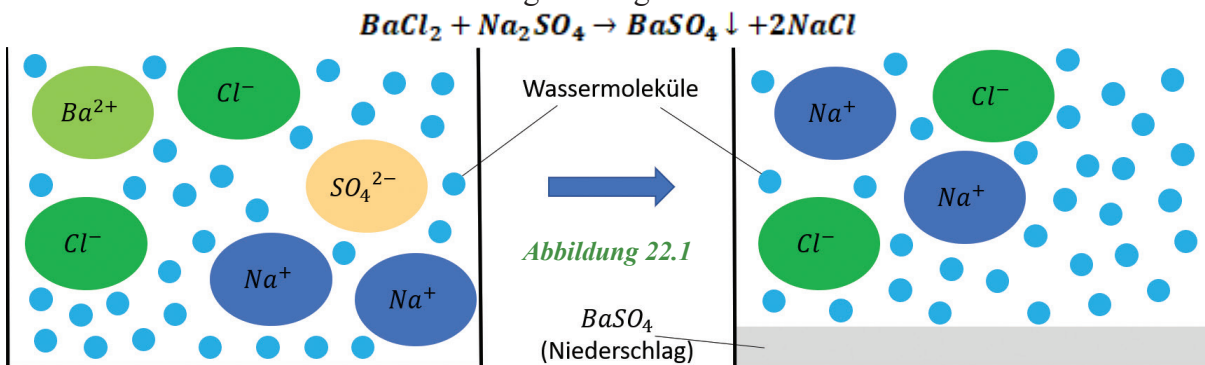 BaCl₂ + Na₂SO₄ → BaSO₄ ↓ +2NaCl
Ba²⁺
Cl⁻
SO₄²⁻
Cl⁻
Na⁺
Na⁺
Wassermoleküle
Abbildung 22.1
BaSO₄
(Niederschlag)
Na⁺
Cl⁻
Na⁺
Cl⁻